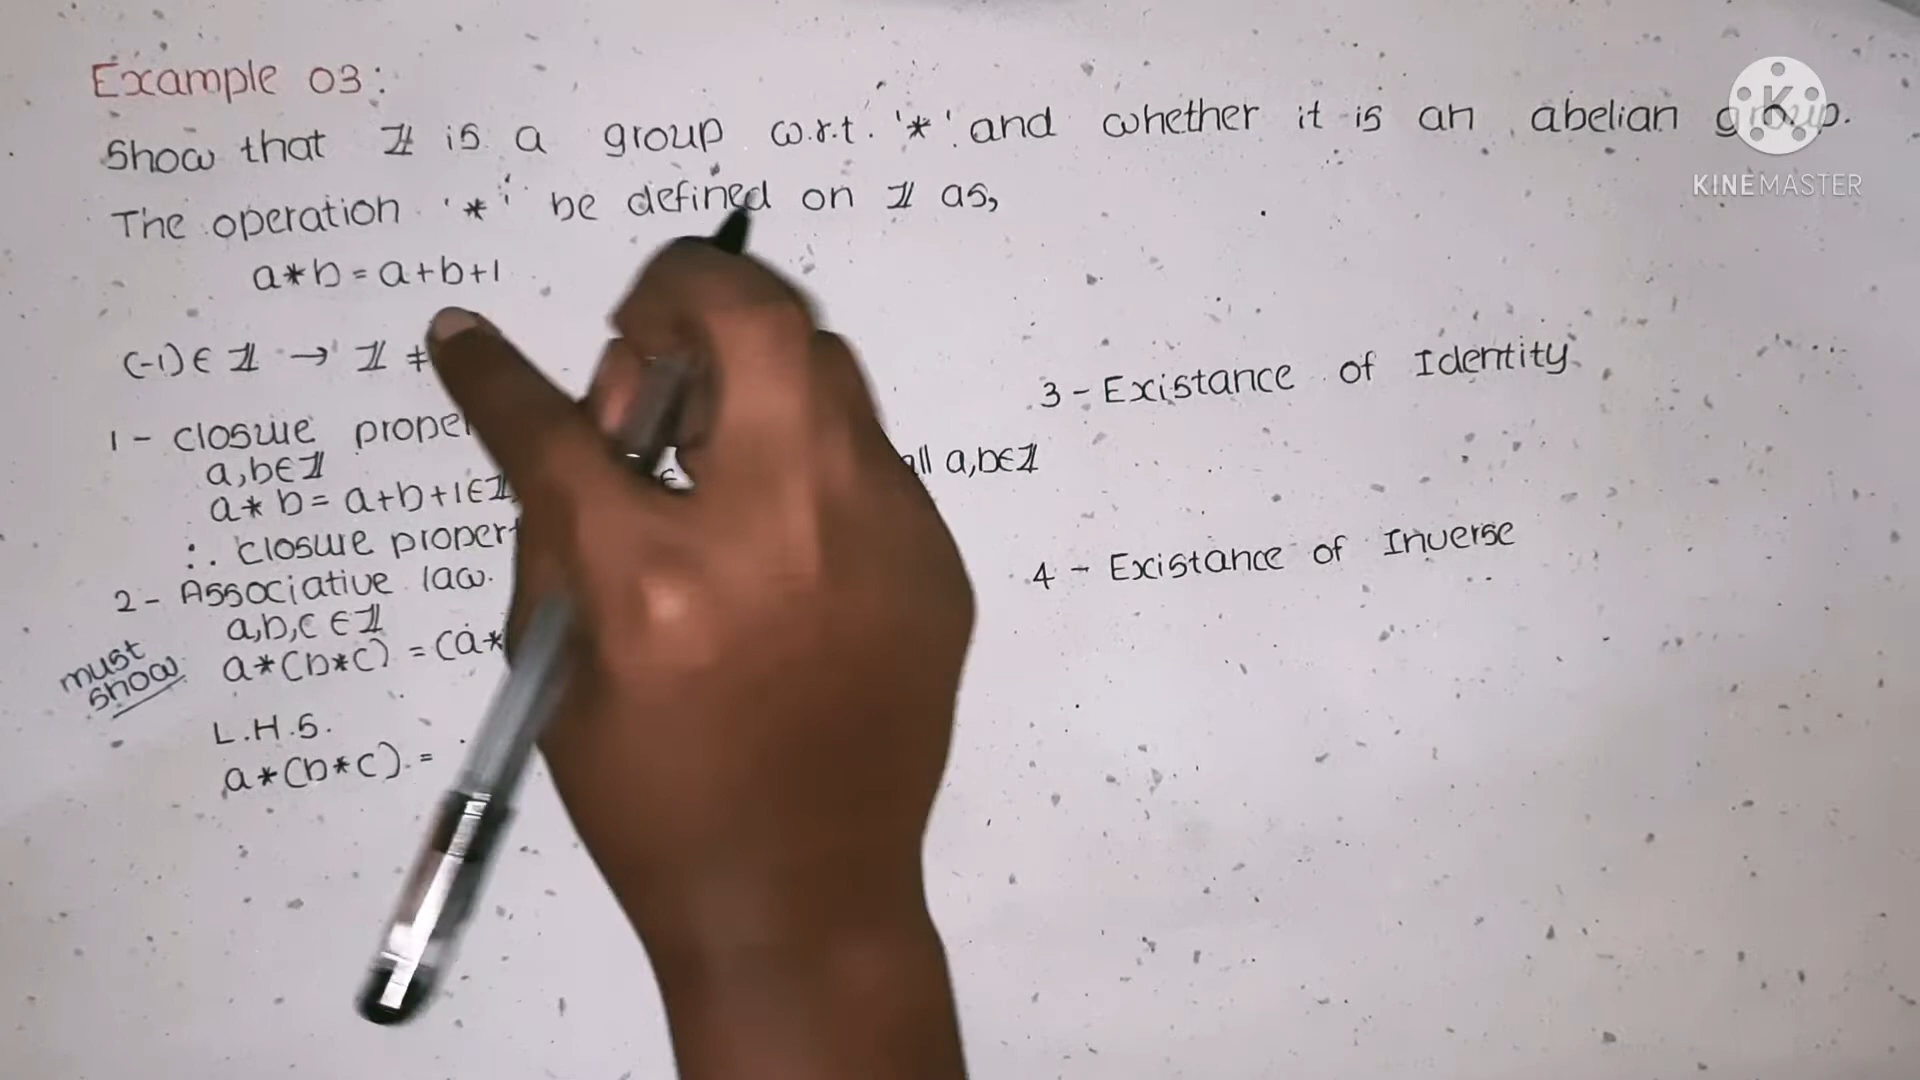 Example 03:
Show that ℤ is a group w.r.t. '*' and whether it is an abelian group.
The operation '*' be defined on ℤ as,
a*b = a+b+1
(-1) ∈ ℤ → ℤ ≠
1 - closure
a,b∈ℤ
a* b = a+b+1∈ℤ
all a,b∈ℤ
∴ closure
2- Associative law.
a,b,c ∈ ℤ
must show
a*(b*c) = (a*
L.H.S.
a*(b*c) =
3 - Existance of Identity
4 - Existance of Inverse
KINEMASTER